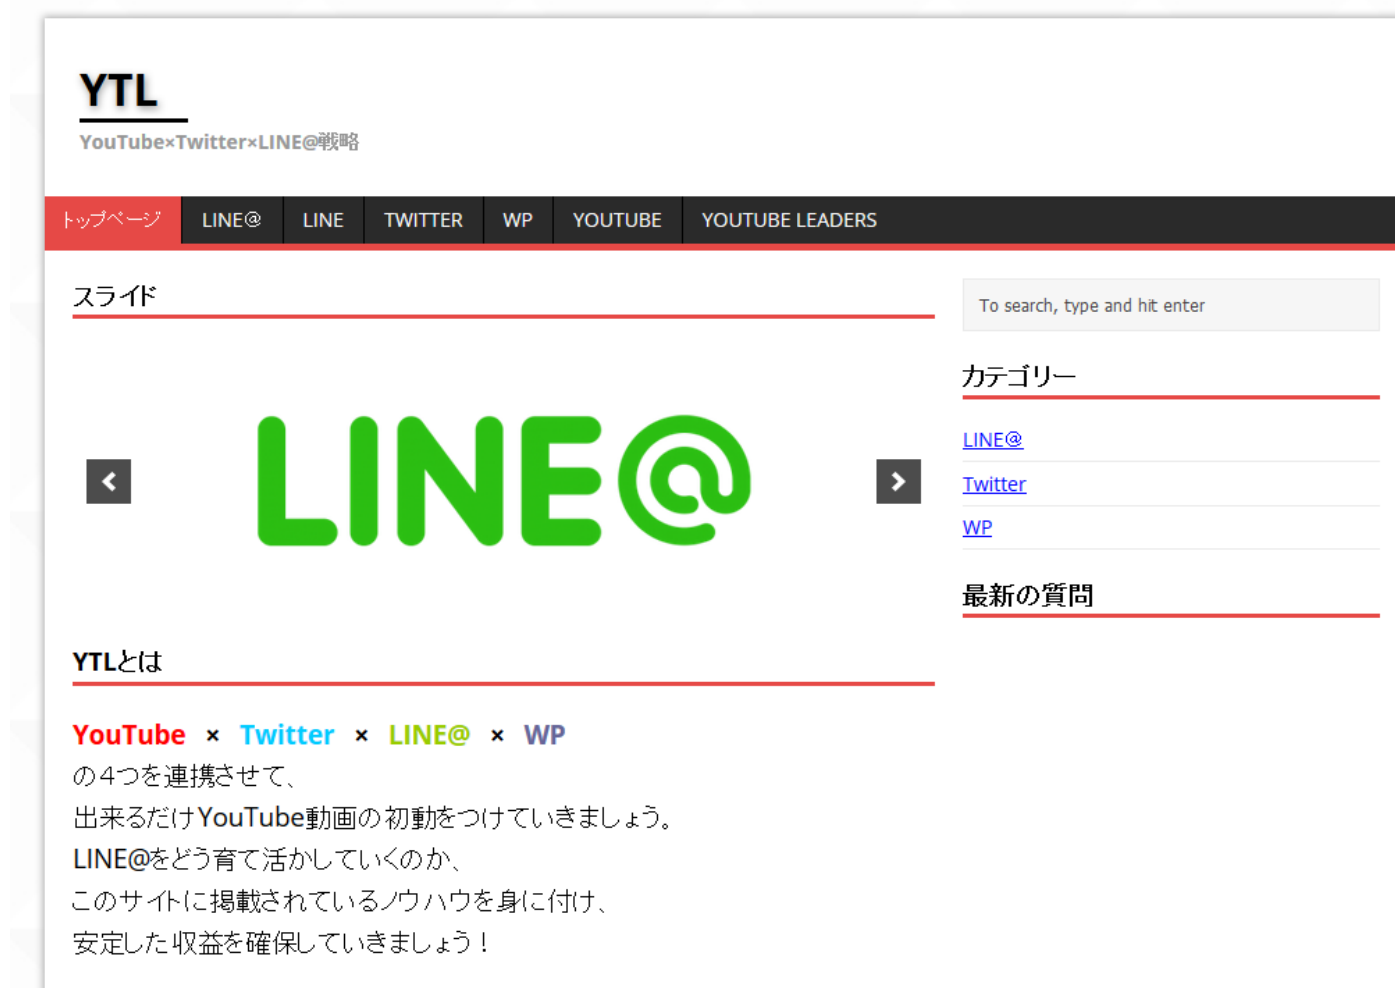 YTL
YouTube×Twitter×LINE@戦略
トップページ LINE@ LINE TWITTER WP YOUTUBE YOUTUBE LEADERS
スライド
LINE@
YTLとは
YouTube × Twitter × LINE@ × WP
の４つを連携させて、
出来るだけYouTube動画の初動をつけていきましょう。
LINE@をどう育て活かしていくのか、
このサイトに掲載されているノウハウを身に付け、
安定した収益を確保していきましょう！
To search, type and hit enter
カテゴリー
LINE@
Twitter
WP
最新の質問